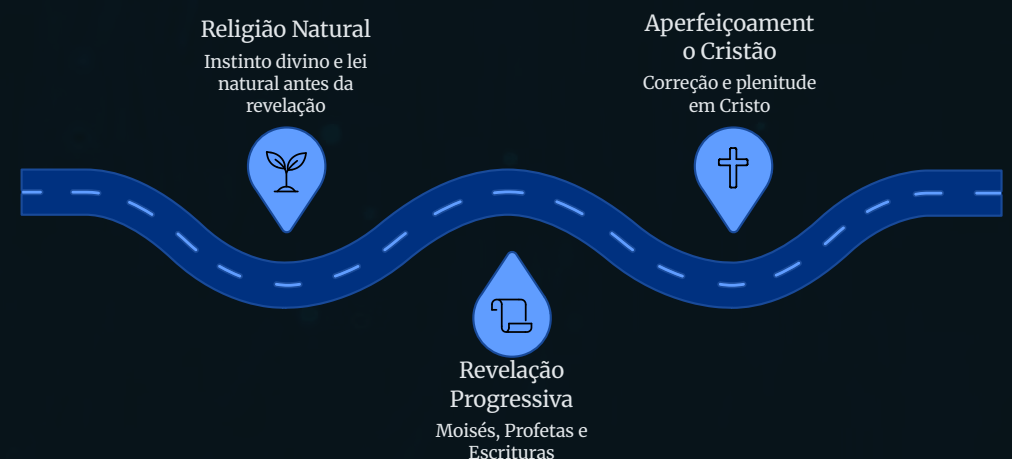 Religião Natural
Instinto divino e lei
natural antes da
revelação
Revelação
Progressiva
Moisés, Profetas e
Escrituras
Aperfeiçoament
o Cristão
Correção e plenitude
em Cristo